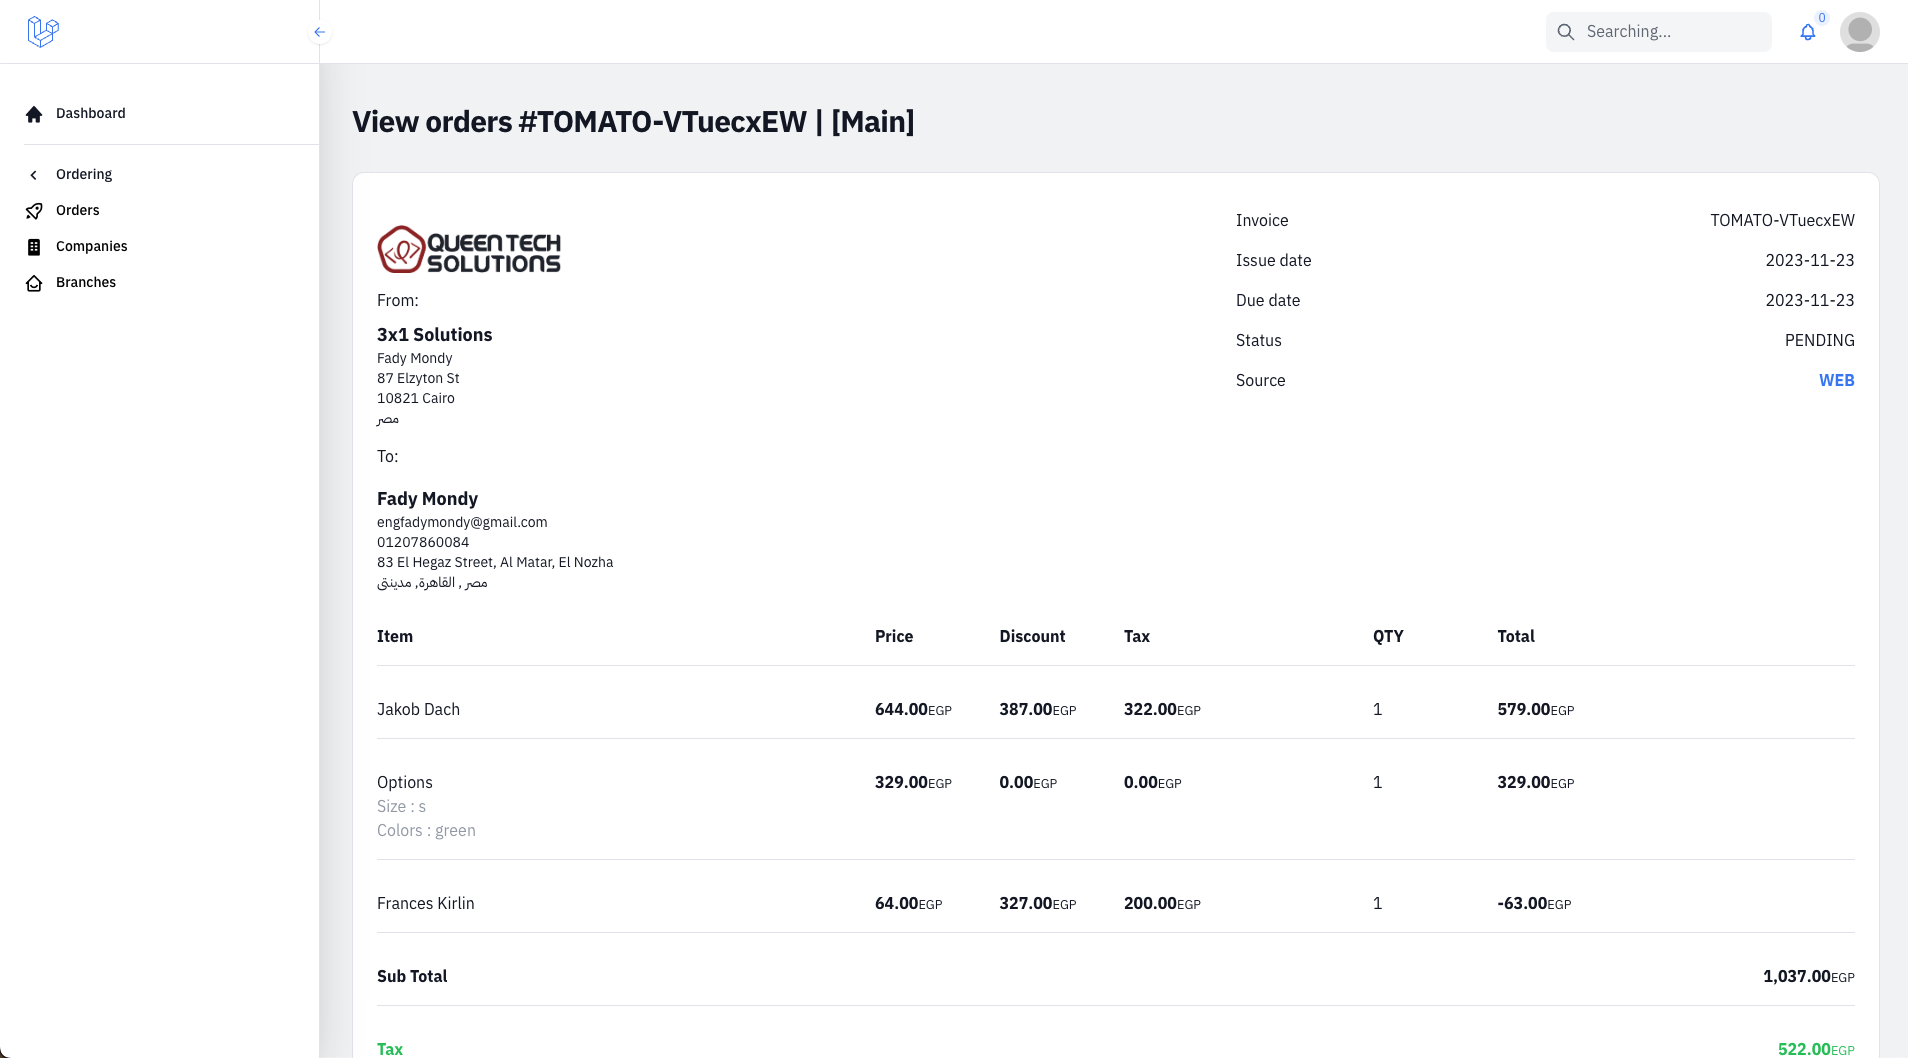 Searching...
0
Dashboard
Ordering
Orders
Companies
Branches
View orders #TOMATO-VTuecxEW | [Main]
QUEEN TECH
SOLUTIONS
From:
3x1 Solutions
Fady Mondy
87 Elzyton St
10821 Cairo
مصر
To:
Fady Mondy
engfadymondy@gmail.com
01207860084
83 El Hegaz Street, Al Matar, El Nozha
مصر , القاهرة, مدينتى
Invoice TOMATO-VTuecxEW
Issue date 2023-11-23
Due date 2023-11-23
Status PENDING
Source WEB
Item Price Discount Tax QTY Total
Jakob Dach 644.00EGP 387.00EGP 322.00EGP 1 579.00EGP
Options 329.00EGP 0.00EGP 0.00EGP 1 329.00EGP
Size : s
Colors : green
Frances Kirlin 64.00EGP 327.00EGP 200.00EGP 1 -63.00EGP
Sub Total 1,037.00EGP
Tax 522.00EGP